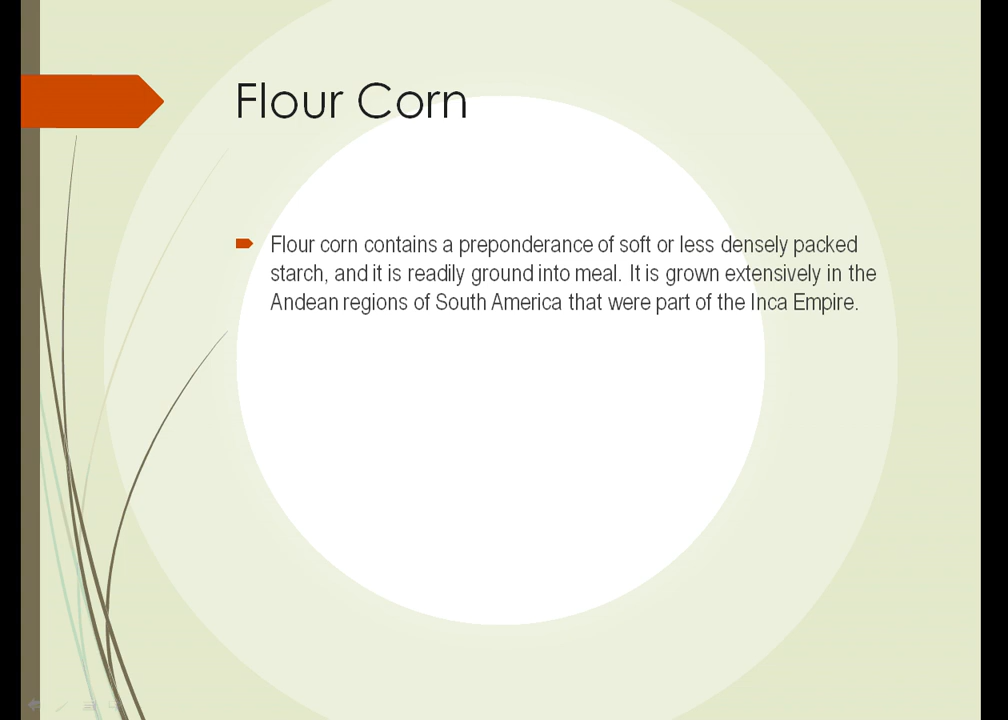 Flour Corn
Flour corn contains a preponderance of soft or less densely packed
starch, and it is readily ground into meal. It is grown extensively in the
Andean regions of South America that were part of the Inca Empire.